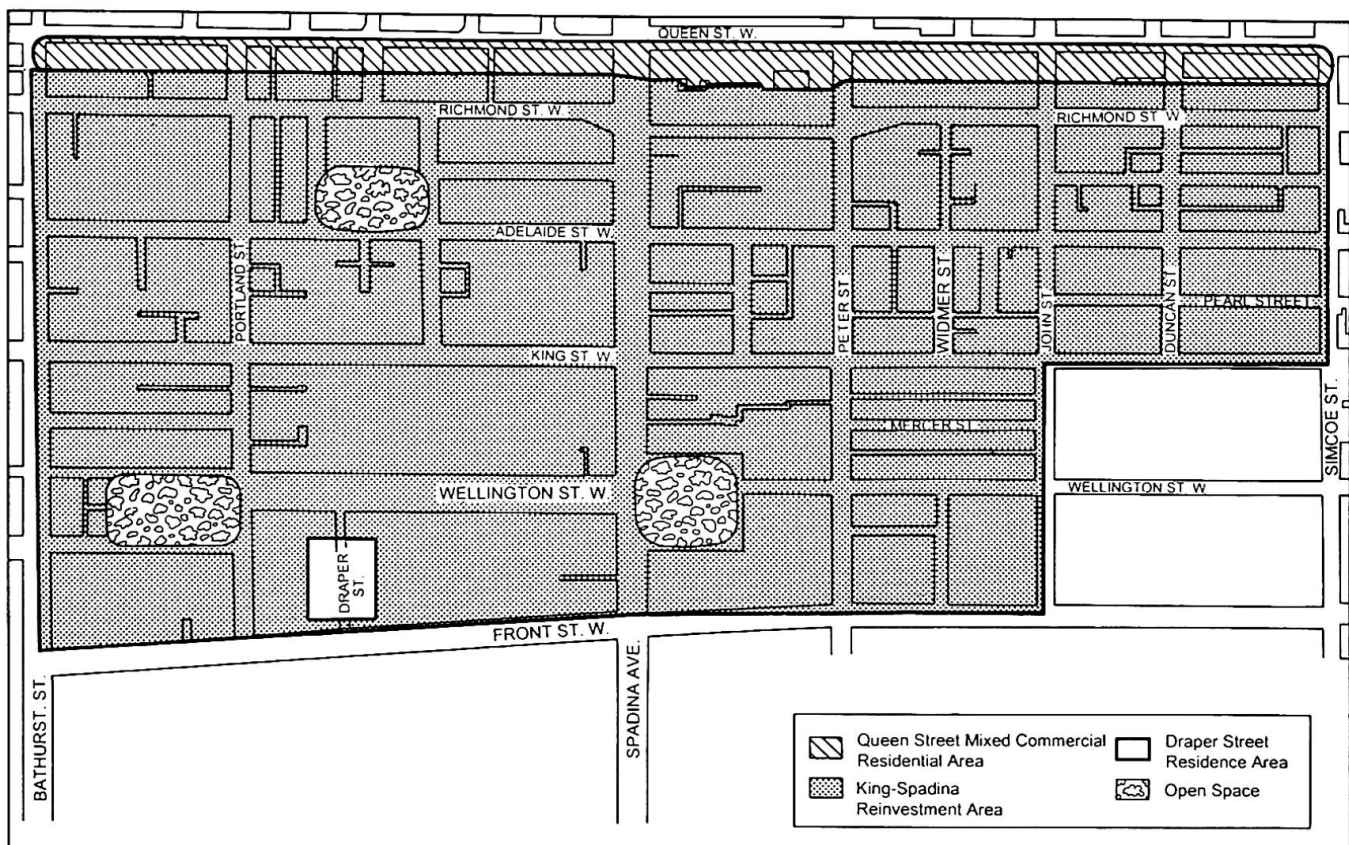 QUEEN ST. W.
RICHMOND ST. W.
RICHMOND ST. W
ADELAIDE ST. W.
PORTLAND ST.
PETER ST.
WIDMER ST.
JOHN ST.
DUNCAN ST.
PEARL STREET
KING ST. W.
MERCER ST.
SIMCOE ST.
WELLINGTON ST. W.
WELLINGTON ST. W.
DRAPER
ST.
FRONT ST. W.
BATHURST. ST.
SPADINA AVE.
Queen Street Mixed Commercial
Residential Area
King-Spadina
Reinvestment Area
Draper Street
Residence Area
Open Space